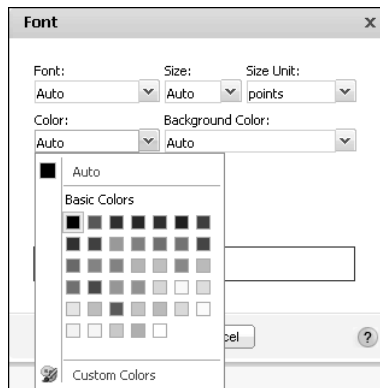 Font x
Font: Size: Size Unit:
Auto Auto points
Color: Background Color:
Auto Auto
Auto
Basic Colors
cel ?
Custom Colors